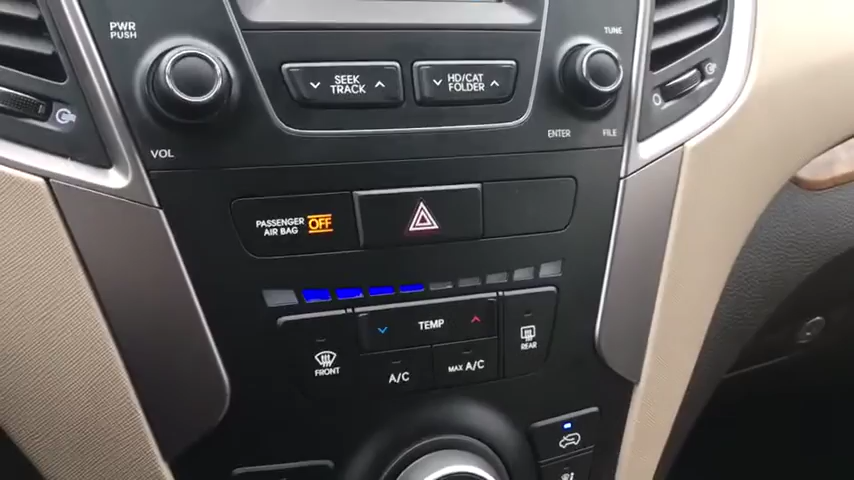 PWR
PUSH
TUNE
SEEK
TRACK
HD/CAT
FOLDER
VOL
ENTER
FILE
PASSENGER
AIR BAG
OFF
TEMP
FRONT
A/C
MAX A/C
REAR